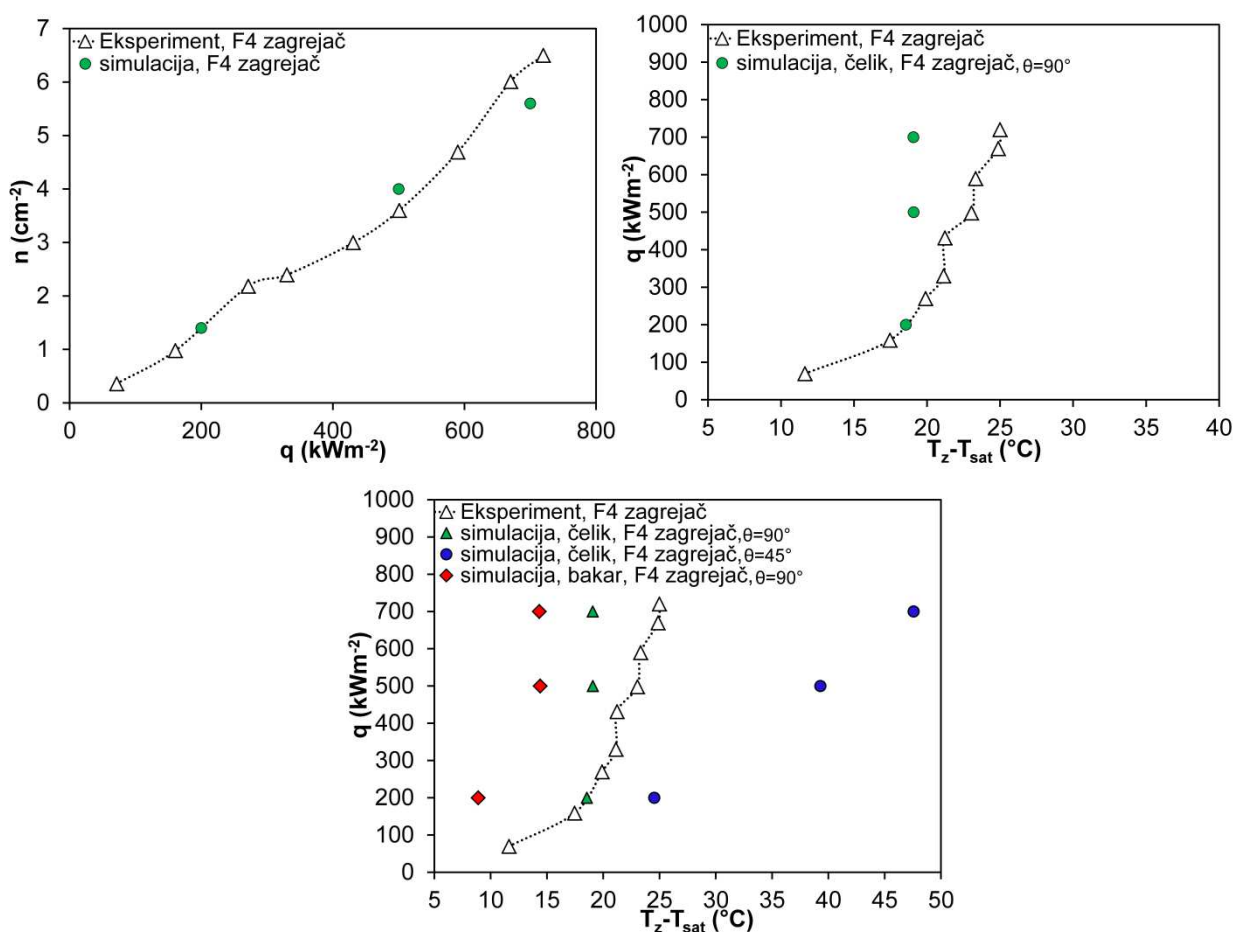 7
6
5
4
3
2
1
0
n (cm⁻²)
Eksperiment, F4 zagrejač
simulacija, F4 zagrejač
0 200 400 600 800
q (kWm⁻²)
1000
900
800
700
600
500
400
300
200
100
0
q (kWm⁻²)
Eksperiment, F4 zagrejač
simulacija, čelik, F4 zagrejač,θ=90°
5 10 15 20 25 30 35 40
T_z-T_sat (°C)
1000
900
800
700
600
500
400
300
200
100
0
q (kWm⁻²)
Eksperiment, F4 zagrejač
simulacija, čelik, F4 zagrejač,θ=90°
simulacija, čelik, F4 zagrejač,θ=45°
simulacija, bakar, F4 zagrejač,θ=90°
5 10 15 20 25 30 35 40 45 50
T_z-T_sat (°C)